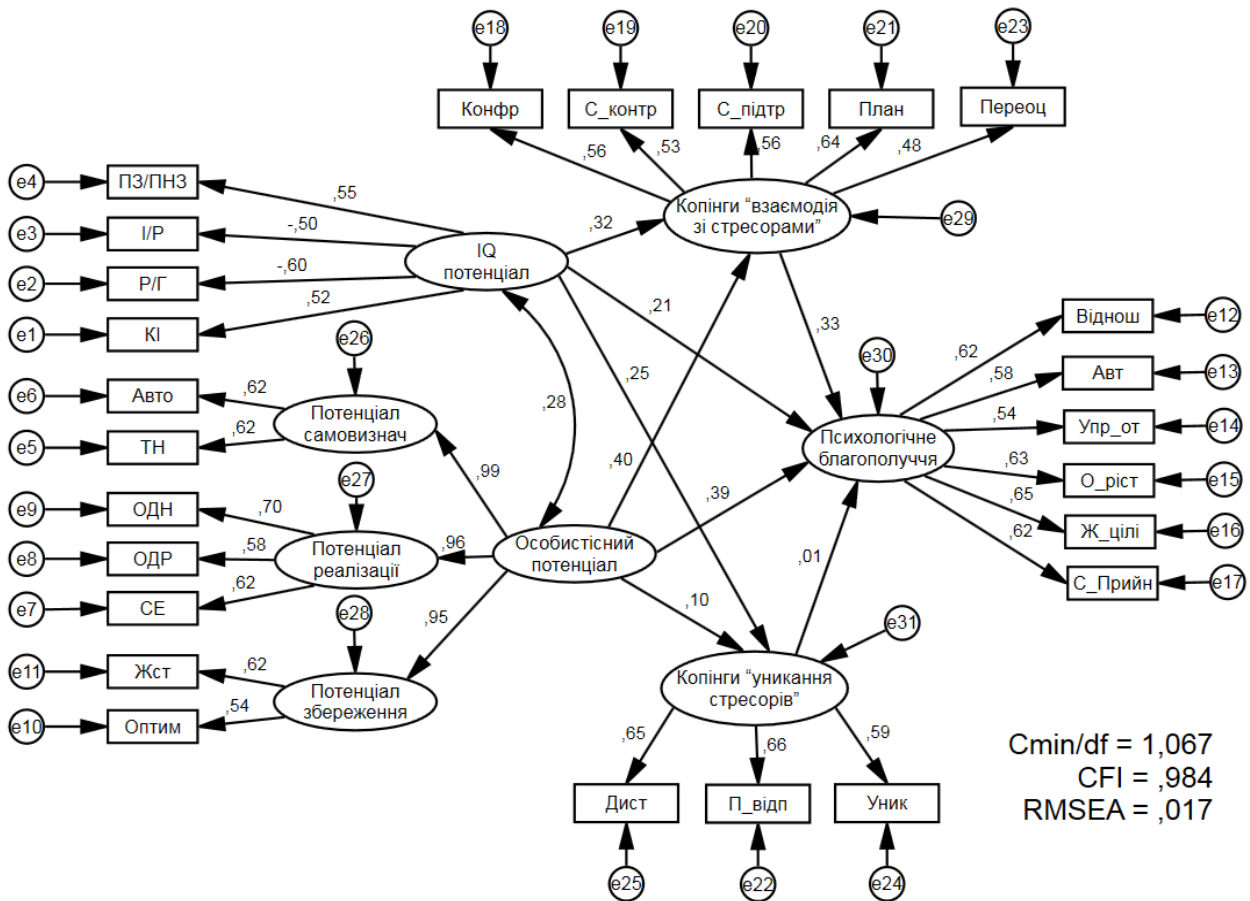 e18
e19
e20
e21
e23
Конфр
С_контр
С_підтр
План
Переоц
,56
,53
,56
,64
,48
e4
ПЗ/ПНЗ
,55
e3
І/Р
-,50
e2
Р/Г
-,60
e1
КІ
,52
IQ
потенціал
,32
Копінги “взаємодія
зі стресорами”
e29
,21
,33
,25
,28
,40
,39
,01
,10
e26
e6
Авто
,62
e5
ТН
,62
Потенціал
самовизнач
,99
e27
e9
ОДН
,70
e8
ОДР
,58
e7
СЕ
,62
Потенціал
реалізації
,96
Особистісний
потенціал
e28
,95
e11
Жст
,62
e10
Оптим
,54
Потенціал
збереження
e30
Психологічне
благополуччя
,62
Віднош
e12
,58
Авт
e13
,54
Упр_от
e14
,63
О_ріст
e15
,65
Ж_цілі
e16
,62
С_Прийн
e17
e31
Копінги “уникання
стресорів”
,65
,66
,59
Дист
П_відп
Уник
e25
e22
e24
Cmin/df = 1,067
CFI = ,984
RMSEA = ,017